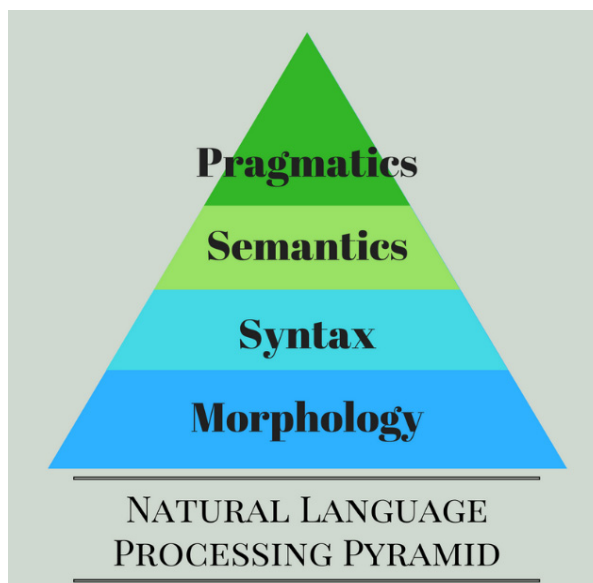 Pragmatics
Semantics
Syntax
Morphology
Natural Language
Processing Pyramid